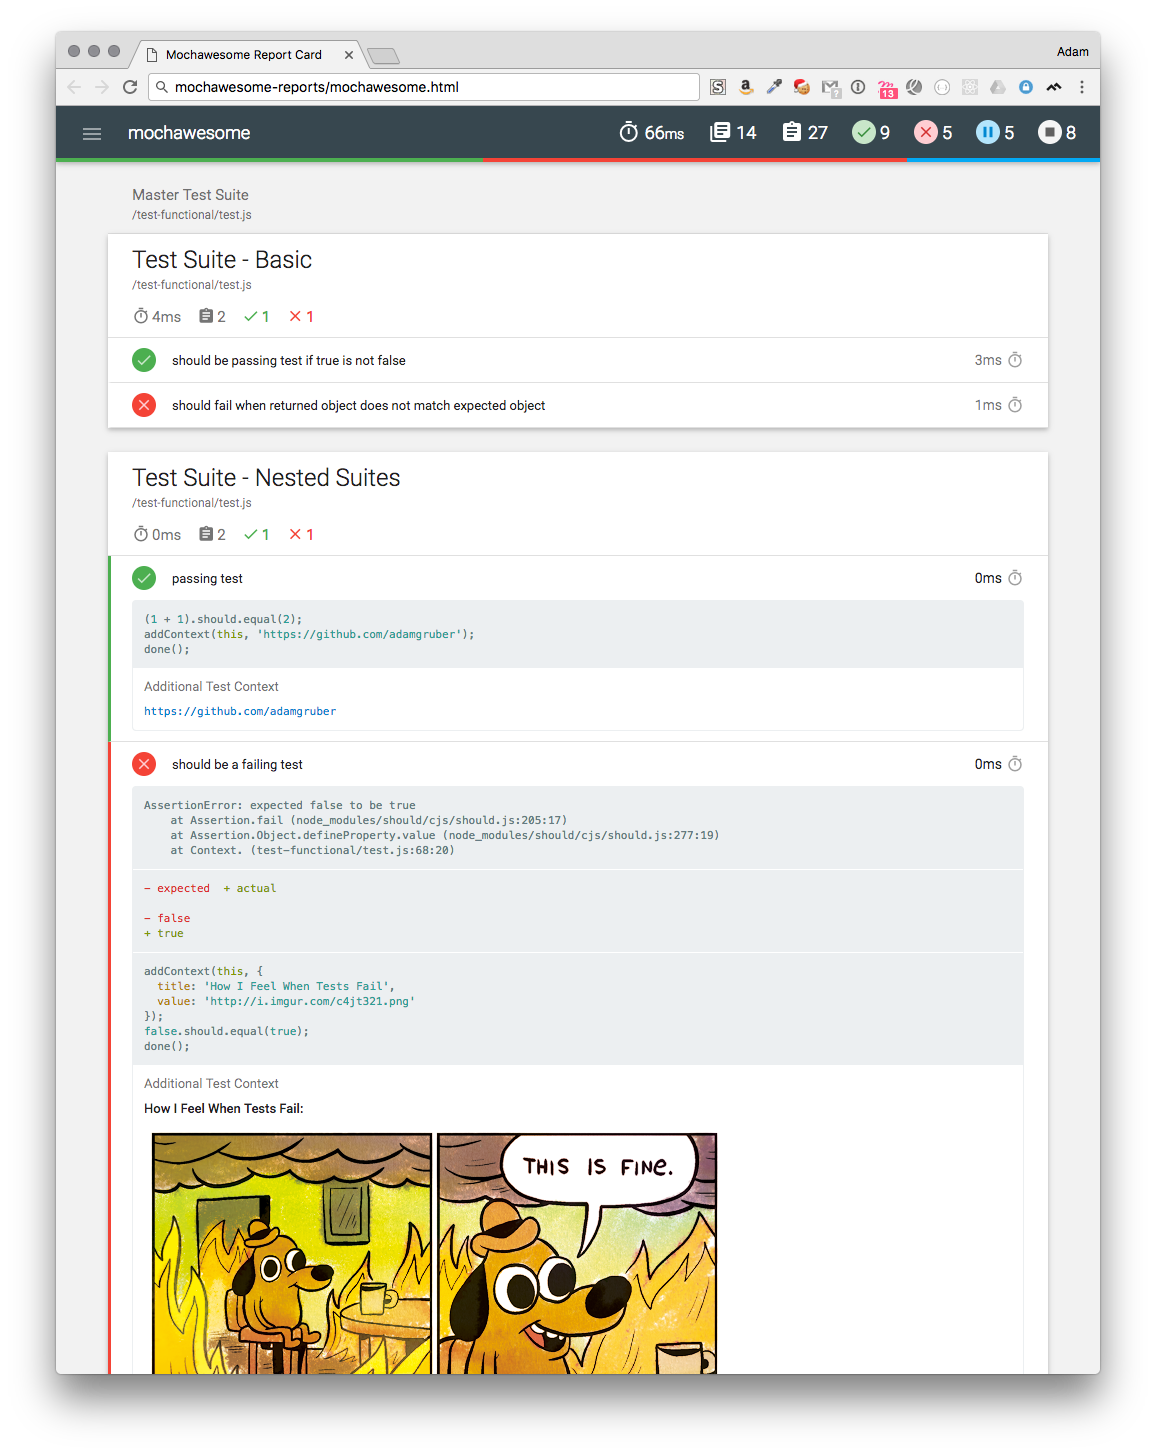 Mochawesome Report Card
Adam
mochawesome-reports/mochawesome.html
13
mochawesome
66ms 14 27 9 5 5 8
Master Test Suite
/test-functional/test.js
Test Suite - Basic
/test-functional/test.js
4ms 2 1 1
should be passing test if true is not false 3ms
should fail when returned object does not match expected object 1ms
Test Suite - Nested Suites
/test-functional/test.js
0ms 2 1 1
passing test 0ms
(1 + 1).should.equal(2);
addContext(this, 'https://github.com/adamgruber');
done();
Additional Test Context
https://github.com/adamgruber
should be a failing test 0ms
AssertionError: expected false to be true
at Assertion.fail (node_modules/should/cjs/should.js:205:17)
at Assertion.Object.defineProperty.value (node_modules/should/cjs/should.js:277:19)
at Context. (test-functional/test.js:68:20)
- expected + actual
- false
+ true
addContext(this, {
title: 'How I Feel When Tests Fail',
value: 'http://i.imgur.com/c4jt321.png'
});
false.should.equal(true);
done();
Additional Test Context
How I Feel When Tests Fail:
THIS IS FINE.